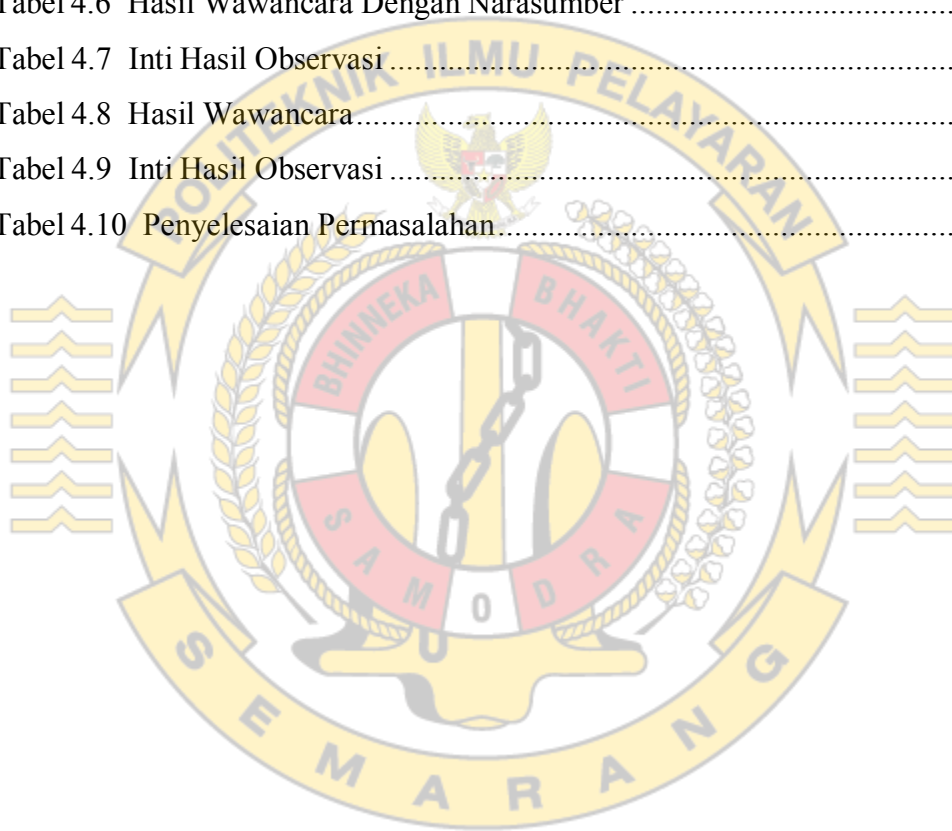 Tabel 4.6 Hasil Wawancara Dengan Narasumber ........................................
Tabel 4.7 Inti Hasil Observasi ........................................................................
Tabel 4.8 Hasil Wawancara............................................................................
Tabel 4.9 Inti Hasil Observasi ........................................................................
Tabel 4.10 Penyelesaian Permasalahan..........................................................
POLITEKNIK ILMU PELAYARAN
BHINNEKA BHAKTI
SAMODRA
SEMARANG